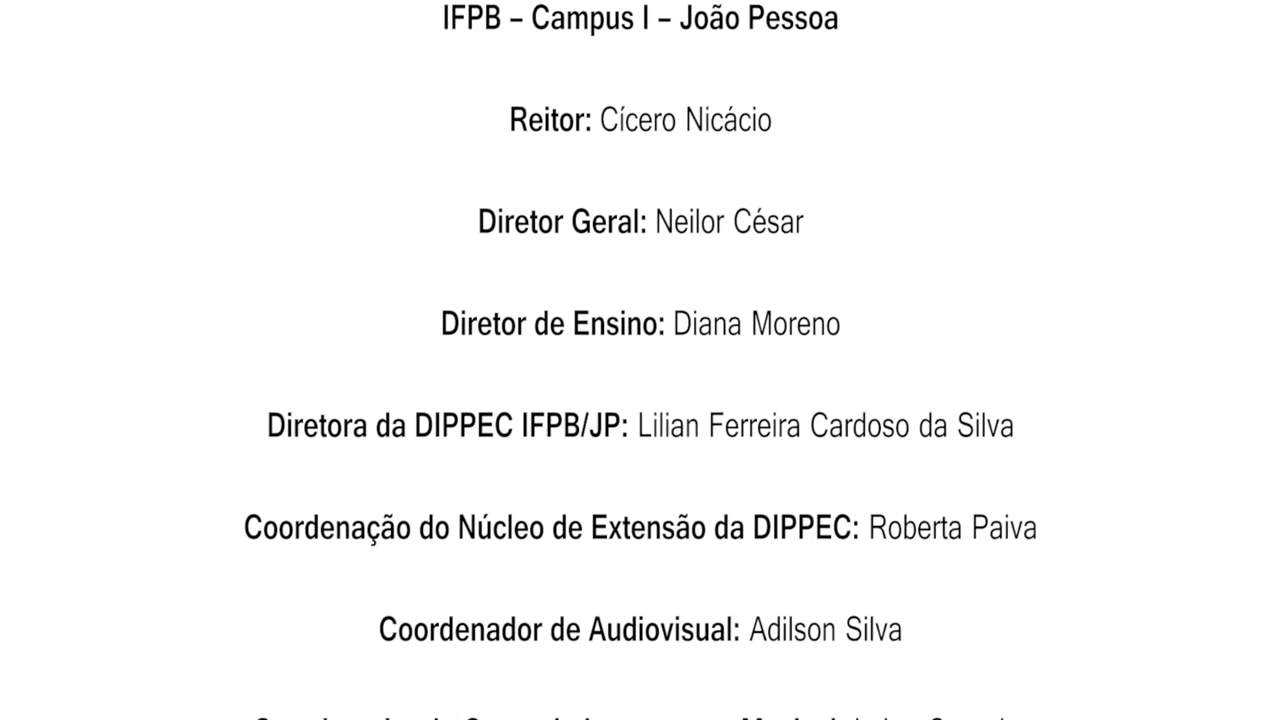 IFPB – Campus I – João Pessoa
Reitor: Cícero Nicácio
Diretor Geral: Neilor César
Diretor de Ensino: Diana Moreno
Diretora da DIPPEC IFPB/JP: Lilian Ferreira Cardoso da Silva
Coordenação do Núcleo de Extensão da DIPPEC: Roberta Paiva
Coordenador de Audiovisual: Adilson Silva